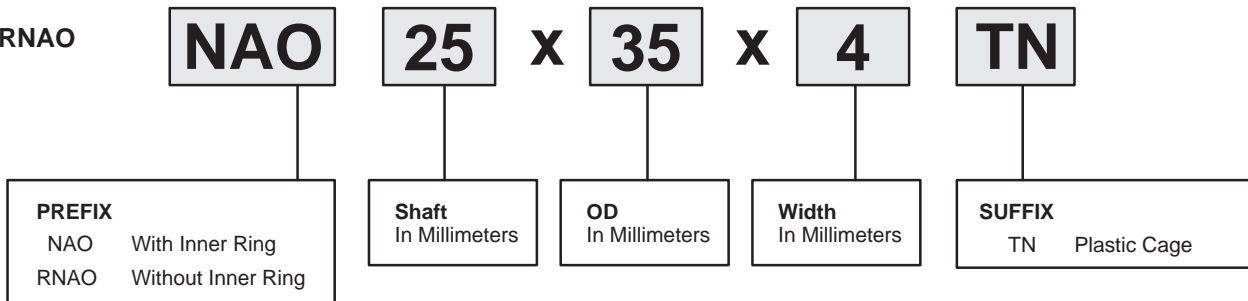 RNAO
NAO 25 x 35 x 4 TN
PREFIX
NAO With Inner Ring
RNAO Without Inner Ring
Shaft
In Millimeters
OD
In Millimeters
Width
In Millimeters
SUFFIX
TN Plastic Cage